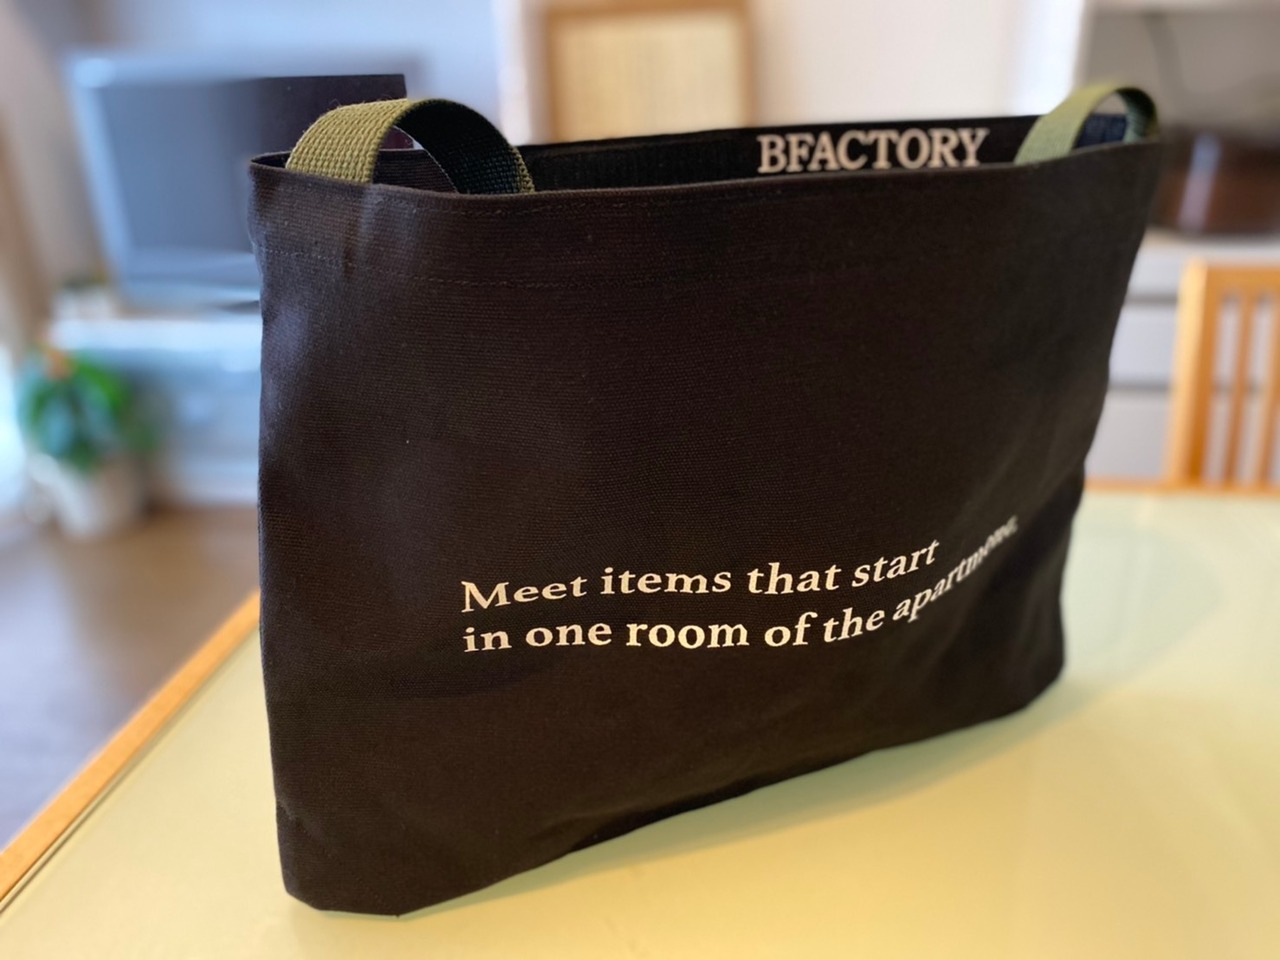 BFACTORY
Meet items that start
in one room of the apartment.